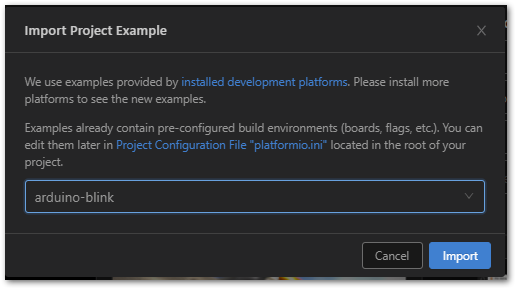 Import Project Example
We use examples provided by installed development platforms. Please install more
platforms to see the new examples.
Examples already contain pre-configured build environments (boards, flags, etc.). You can
edit them later in Project Configuration File "platformio.ini" located in the root of your
project.
arduino-blink
Cancel
Import